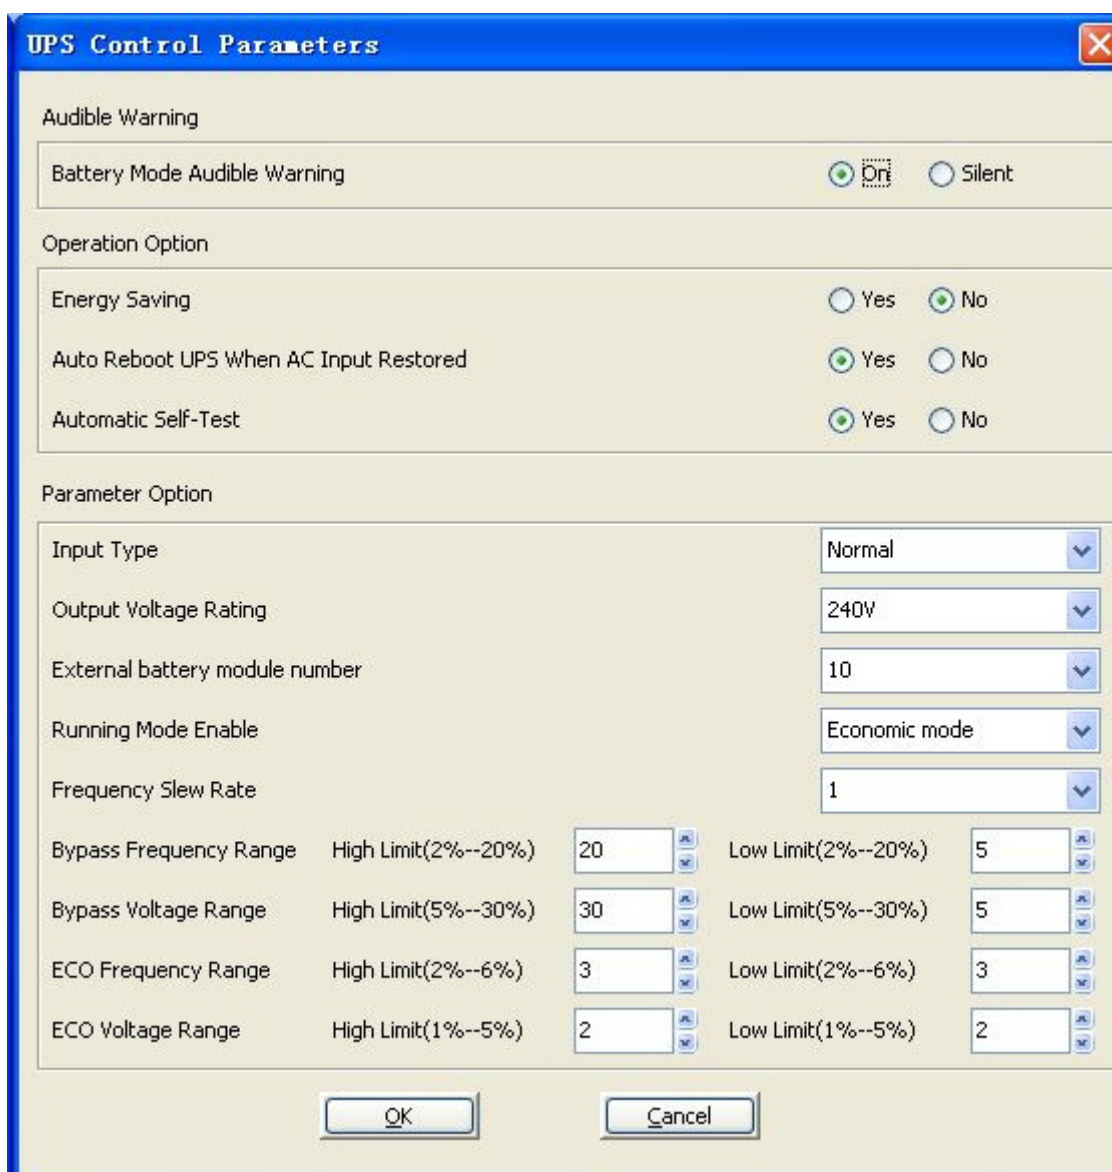 UPS Control Parameters
Audible Warning
Battery Mode Audible Warning On Silent
Operation Option
Energy Saving Yes No
Auto Reboot UPS When AC Input Restored Yes No
Automatic Self-Test Yes No
Parameter Option
Input Type Normal
Output Voltage Rating 240V
External battery module number 10
Running Mode Enable Economic mode
Frequency Slew Rate 1
Bypass Frequency Range High Limit(2%--20%) 20 Low Limit(2%--20%) 5
Bypass Voltage Range High Limit(5%--30%) 30 Low Limit(5%--30%) 5
ECO Frequency Range High Limit(2%--6%) 3 Low Limit(2%--6%) 3
ECO Voltage Range High Limit(1%--5%) 2 Low Limit(1%--5%) 2
OK Cancel